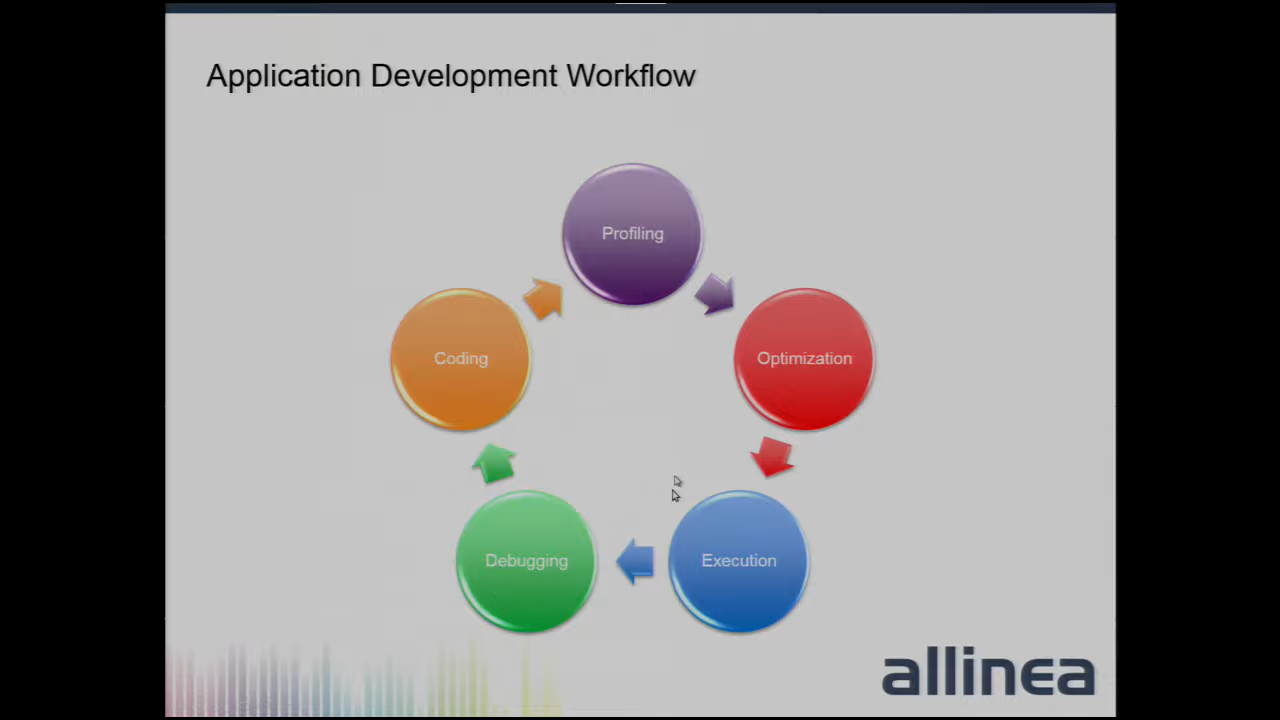 Application Development Workflow
Profiling
Coding
Optimization
Debugging
Execution
allinea